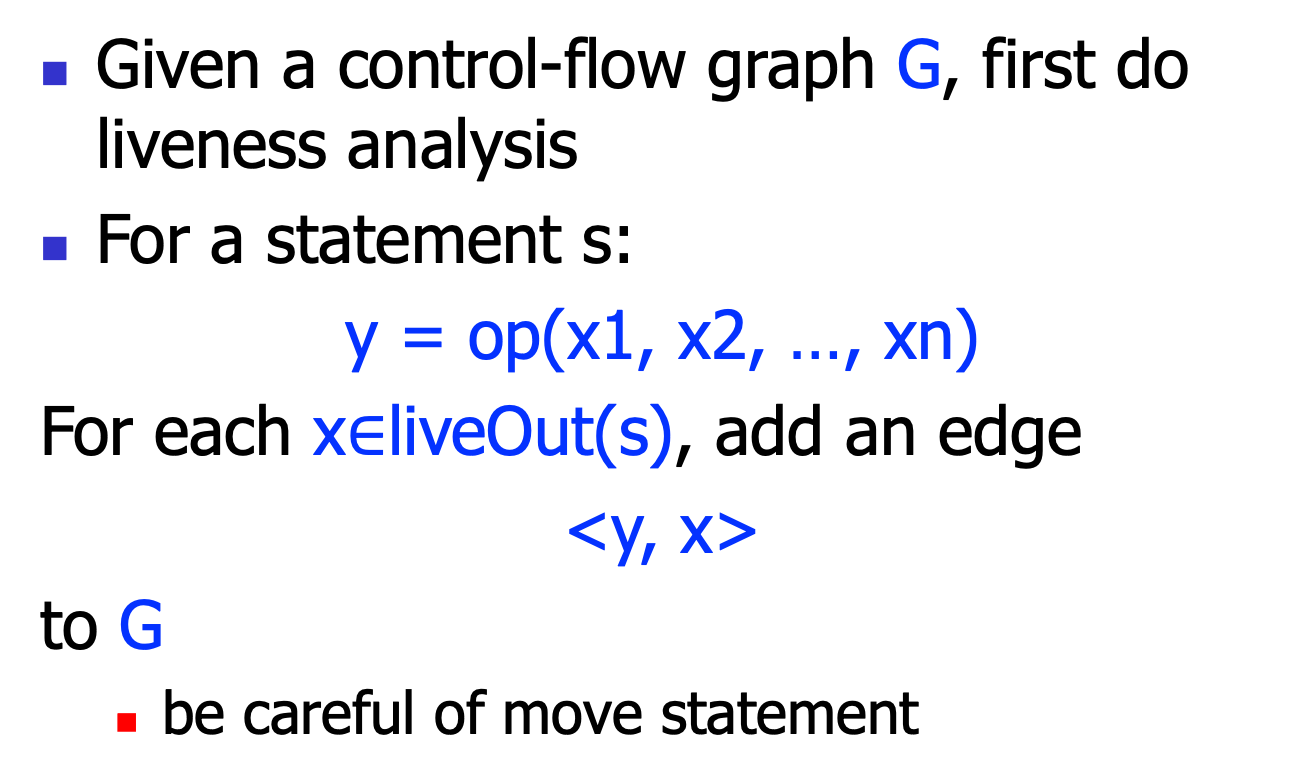 Given a control-flow graph G, first do
liveness analysis
For a statement s:
y = op(x1, x2, …, xn)
For each x∈liveOut(s), add an edge
<y, x>
to G
be careful of move statement